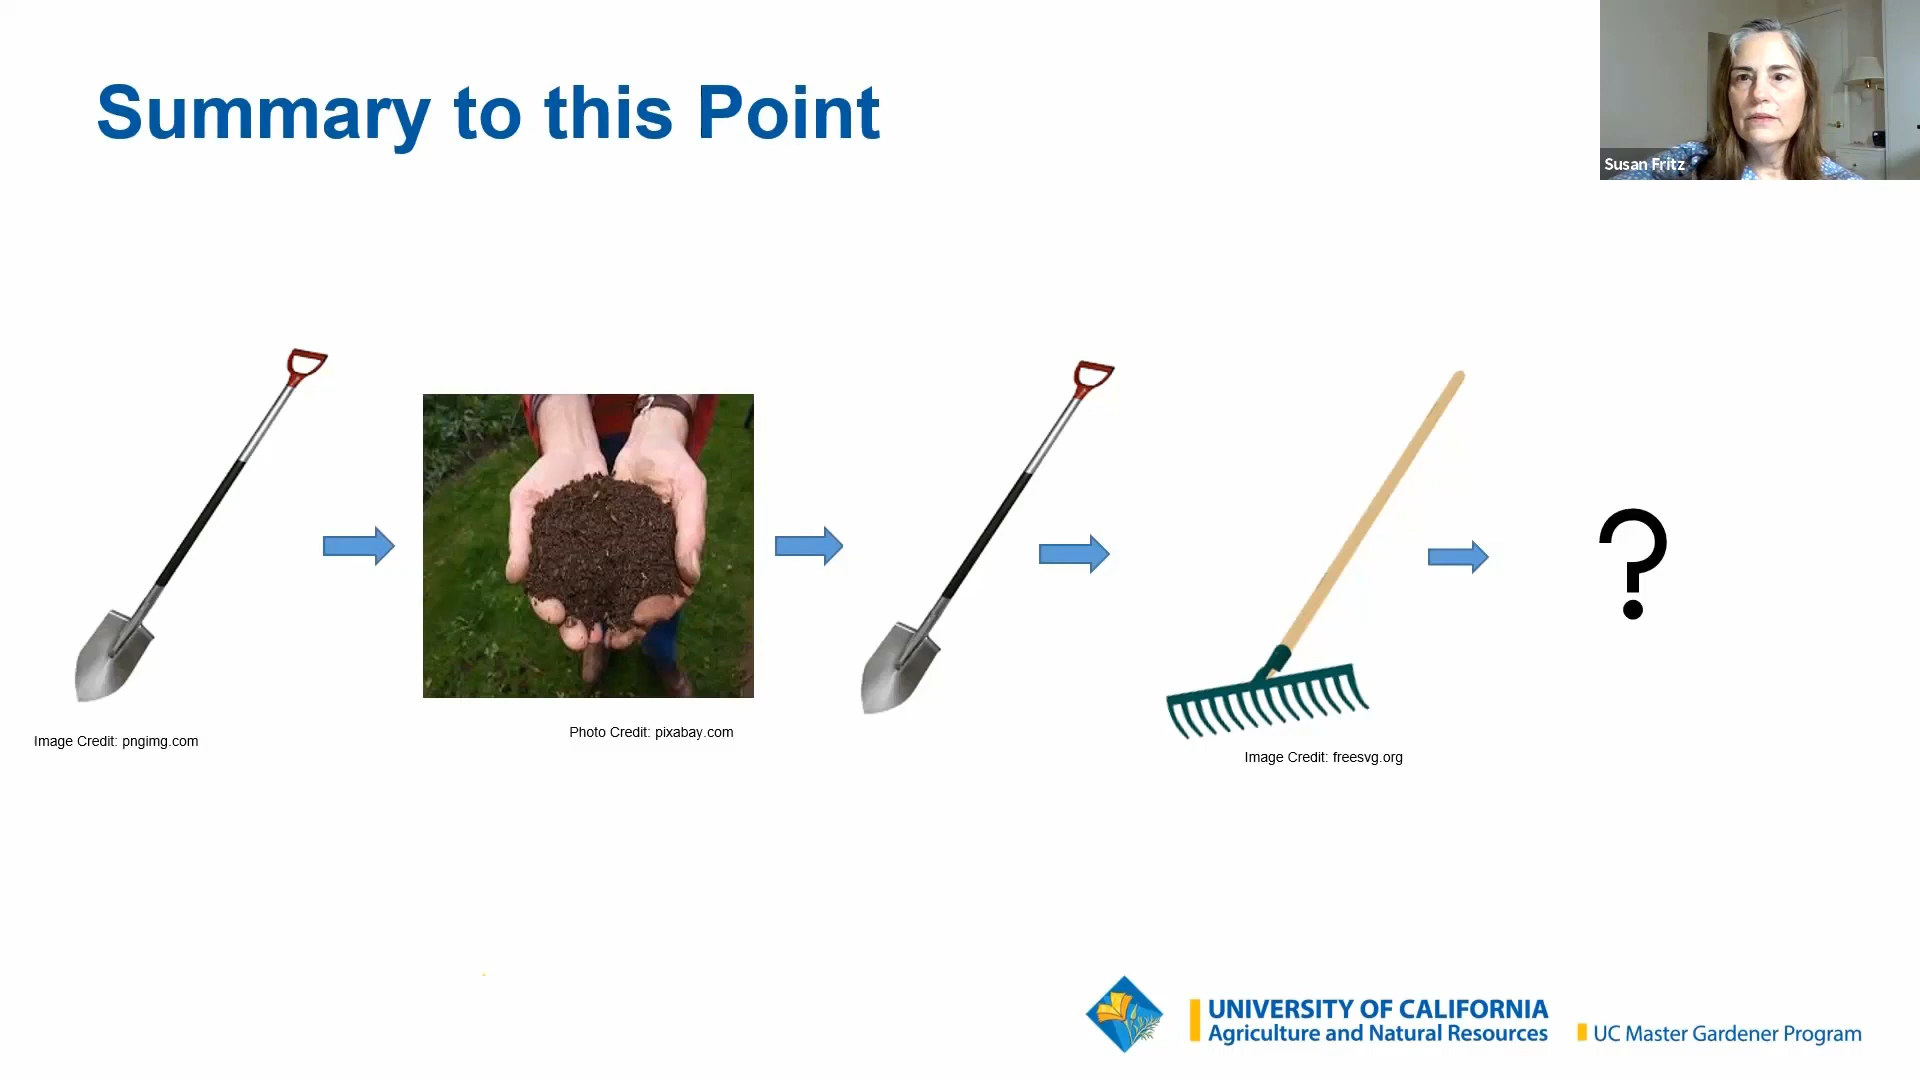 Summary to this Point
Susan Fritz
?
Image Credit: pngimg.com
Photo Credit: pixabay.com
Image Credit: freesvg.org
UNIVERSITY OF CALIFORNIA
Agriculture and Natural Resources
UC Master Gardener Program